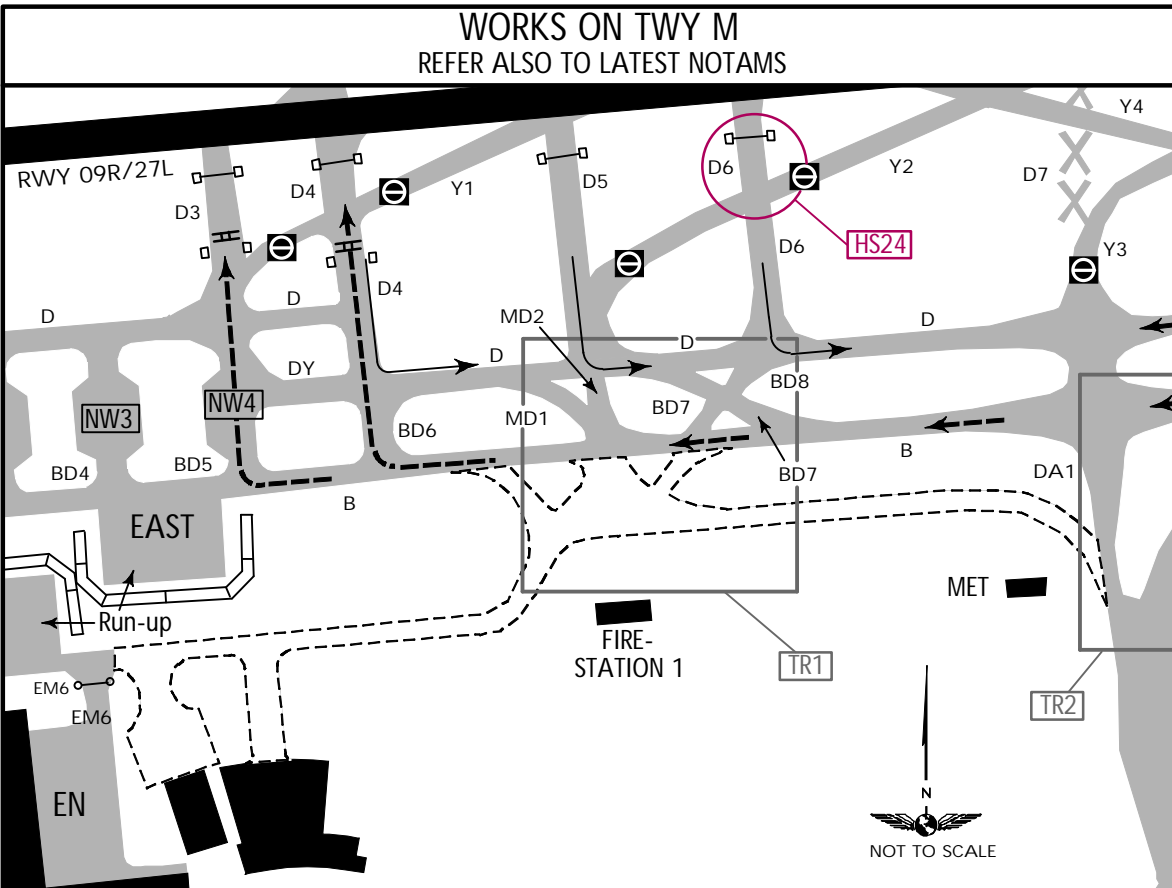 WORKS ON TWY M
REFER ALSO TO LATEST NOTAMS
Y4
RWY 09R/27L
D4
Y1
D5
D6
Y2
D7
D3
HS24
D6
Y3
D4
D
D
MD2
D
D
D
DY
BD8
NW3
NW4
BD7
MD1
BD6
B
BD4
BD5
BD7
DA1
B
EAST
MET
Run-up
FIRE-
STATION 1
TR1
EM6
TR2
EM6
EN
N
NOT TO SCALE